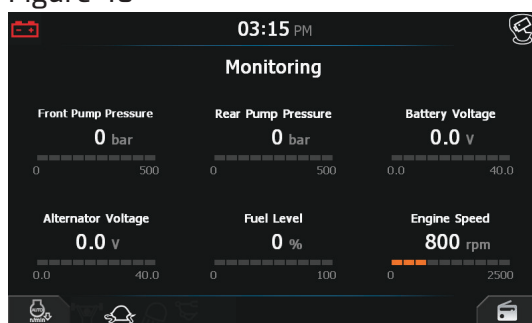 Figure 48
03:15 PM
Monitoring
Front Pump Pressure Rear Pump Pressure Battery Voltage
0 bar 0 bar 0.0 V
0 500 0 500 0.0 40.0
Alternator Voltage Fuel Level Engine Speed
0.0 V 0 % 800 rpm
0.0 40.0 0 100 0 2500
AUTO
n/min